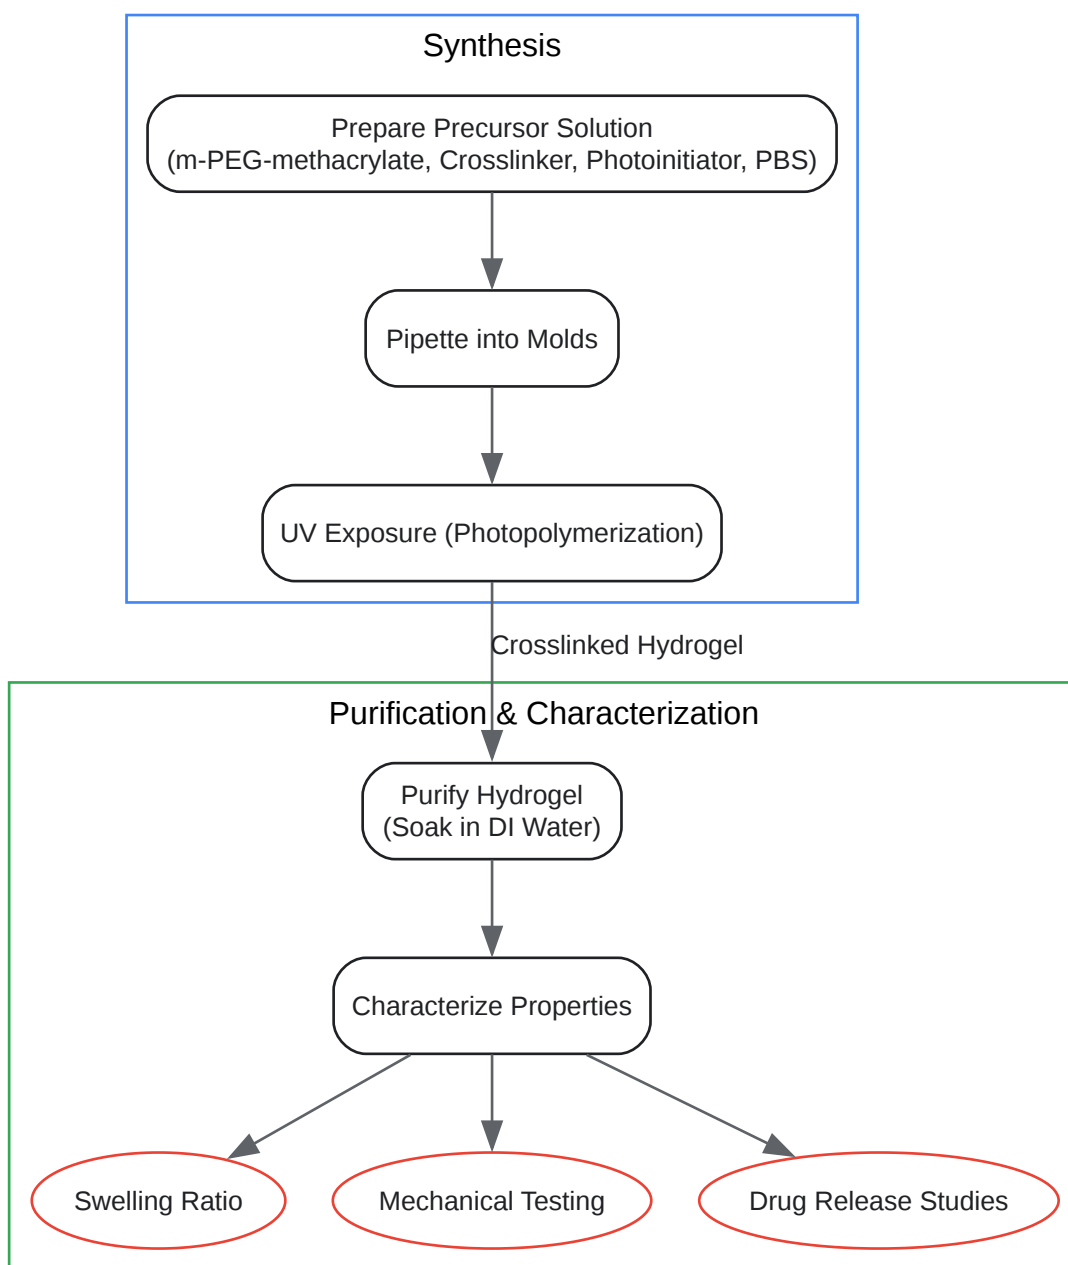 Synthesis
Prepare Precursor Solution
(m-PEG-methacrylate, Crosslinker, Photoinitiator, PBS)
Pipette into Molds
UV Exposure (Photopolymerization)
Crosslinked Hydrogel
Purification & Characterization
Purify Hydrogel
(Soak in DI Water)
Characterize Properties
Swelling Ratio
Mechanical Testing
Drug Release Studies